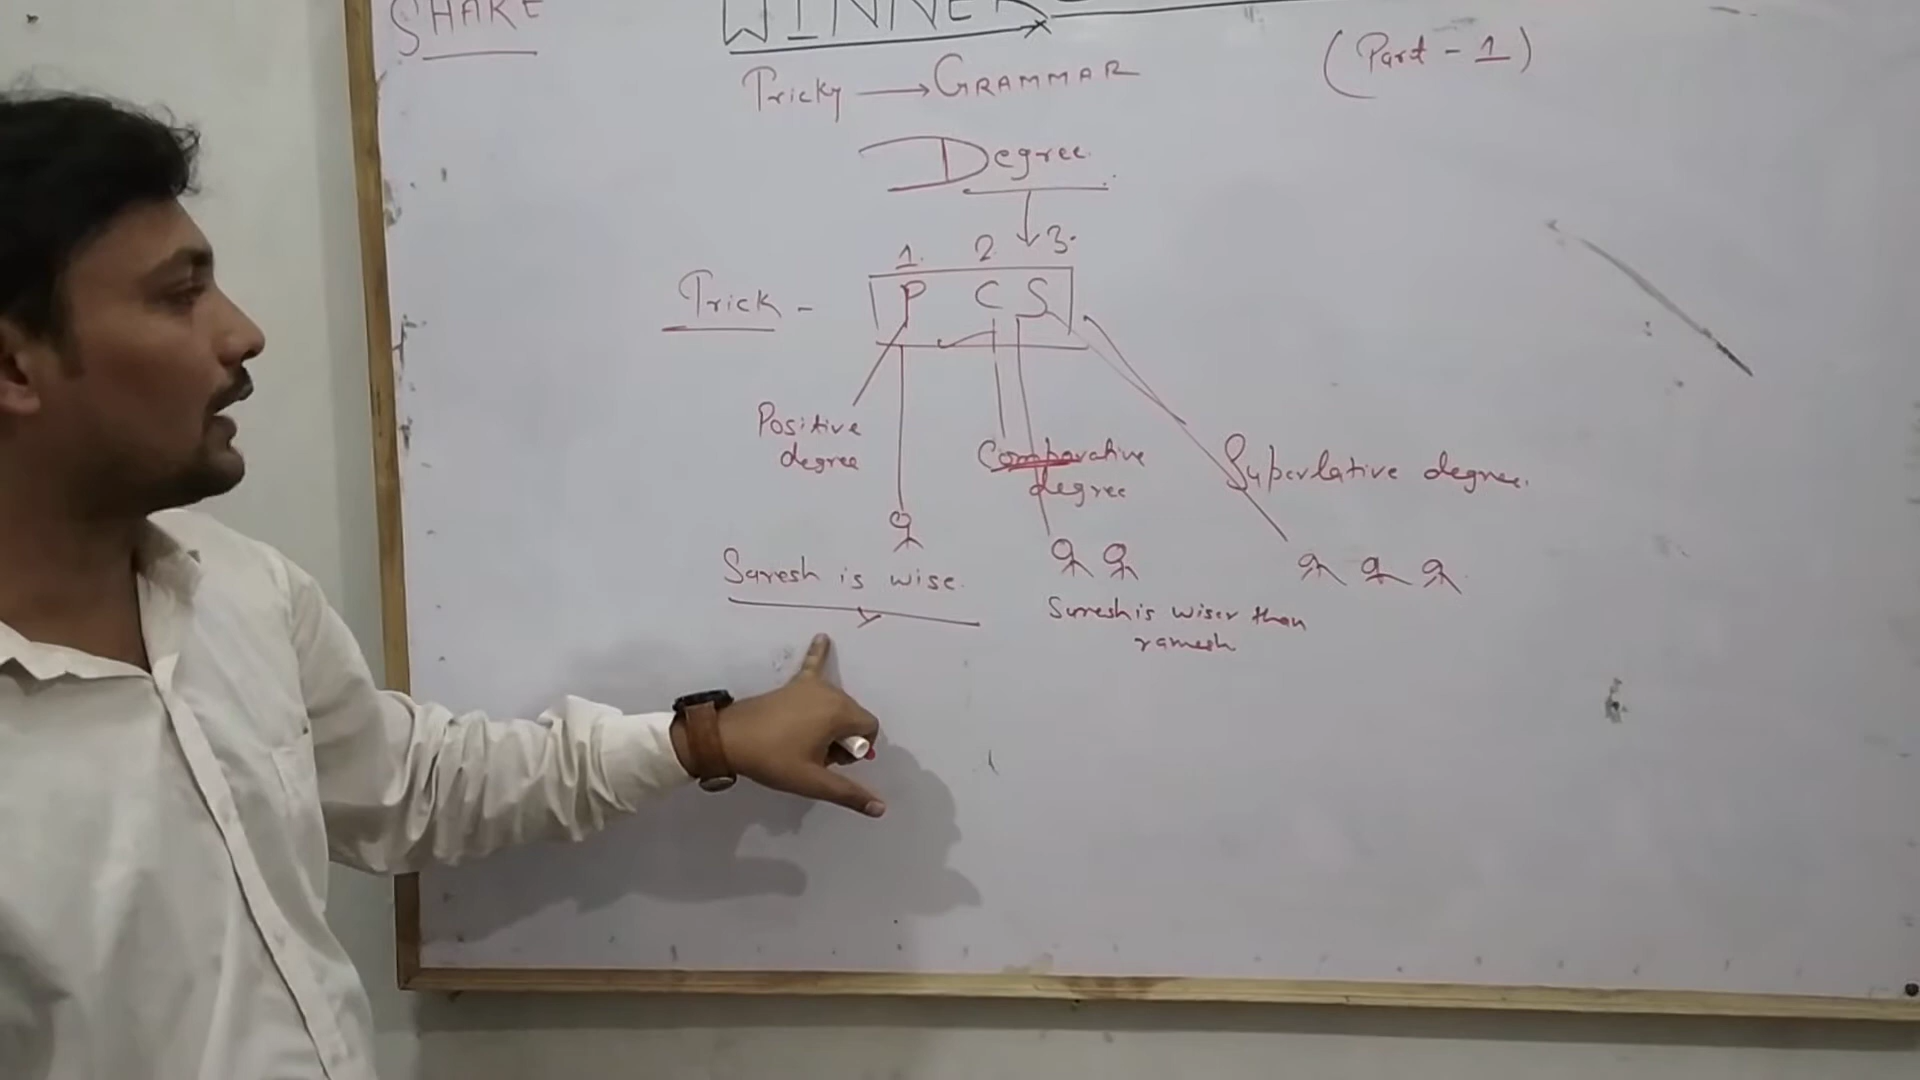 SHAKE
WINNER
(Part - 1)
Tricky → GRAMMAR
Degree
1. 2 3.
Trick - P C S
Positive
degree
Comparative
degree
Superlative degree.
Suresh is wise.
Suresh is wiser than
ramesh